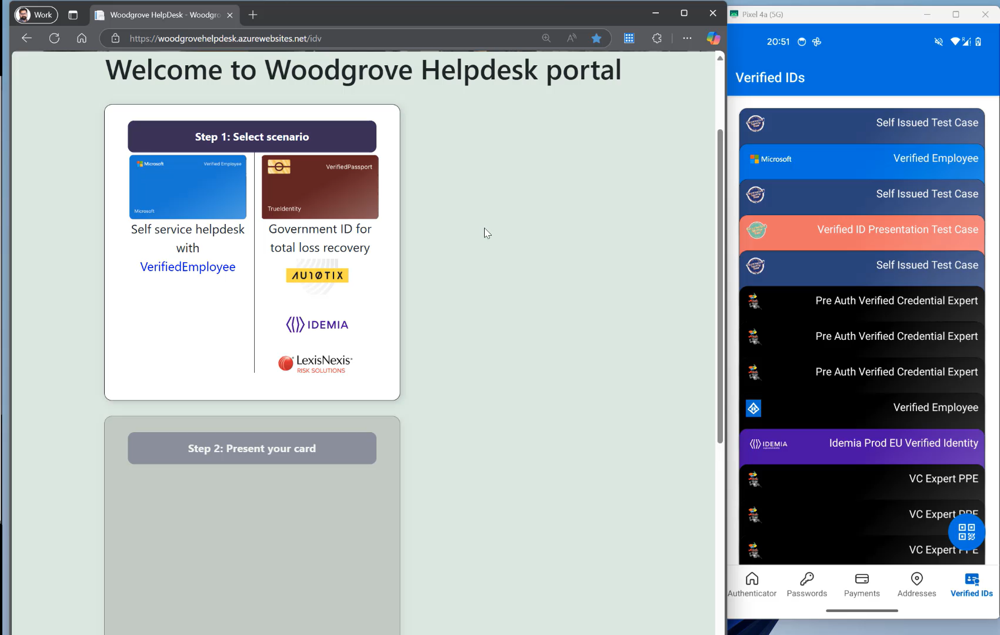 Work
Woodgrove HelpDesk - Woodgro
https://woodgrovehelpdesk.azurewebsites.net/idv
Welcome to Woodgrove Helpdesk portal
Step 1: Select scenario
Microsoft
Verified Employee
Microsoft
VerifiedPassport
TrueIdentity
Self service helpdesk
with
VerifiedEmployee
Government ID for
total loss recovery
AU10TIX
IDEMIA
LexisNexis
RISK SOLUTIONS
Step 2: Present your card
Pixel 4a (5G)
20:51
Verified IDs
Self Issued Test Case
Microsoft Verified Employee
Self Issued Test Case
Verified ID Presentation Test Case
Self Issued Test Case
Pre Auth Verified Credential Expert
Pre Auth Verified Credential Expert
Pre Auth Verified Credential Expert
Verified Employee
IDEMIA Idemia Prod EU Verified Identity
VC Expert PPE
VC Expert PPE
VC Expert PPE
Authenticator
Passwords
Payments
Addresses
Verified IDs